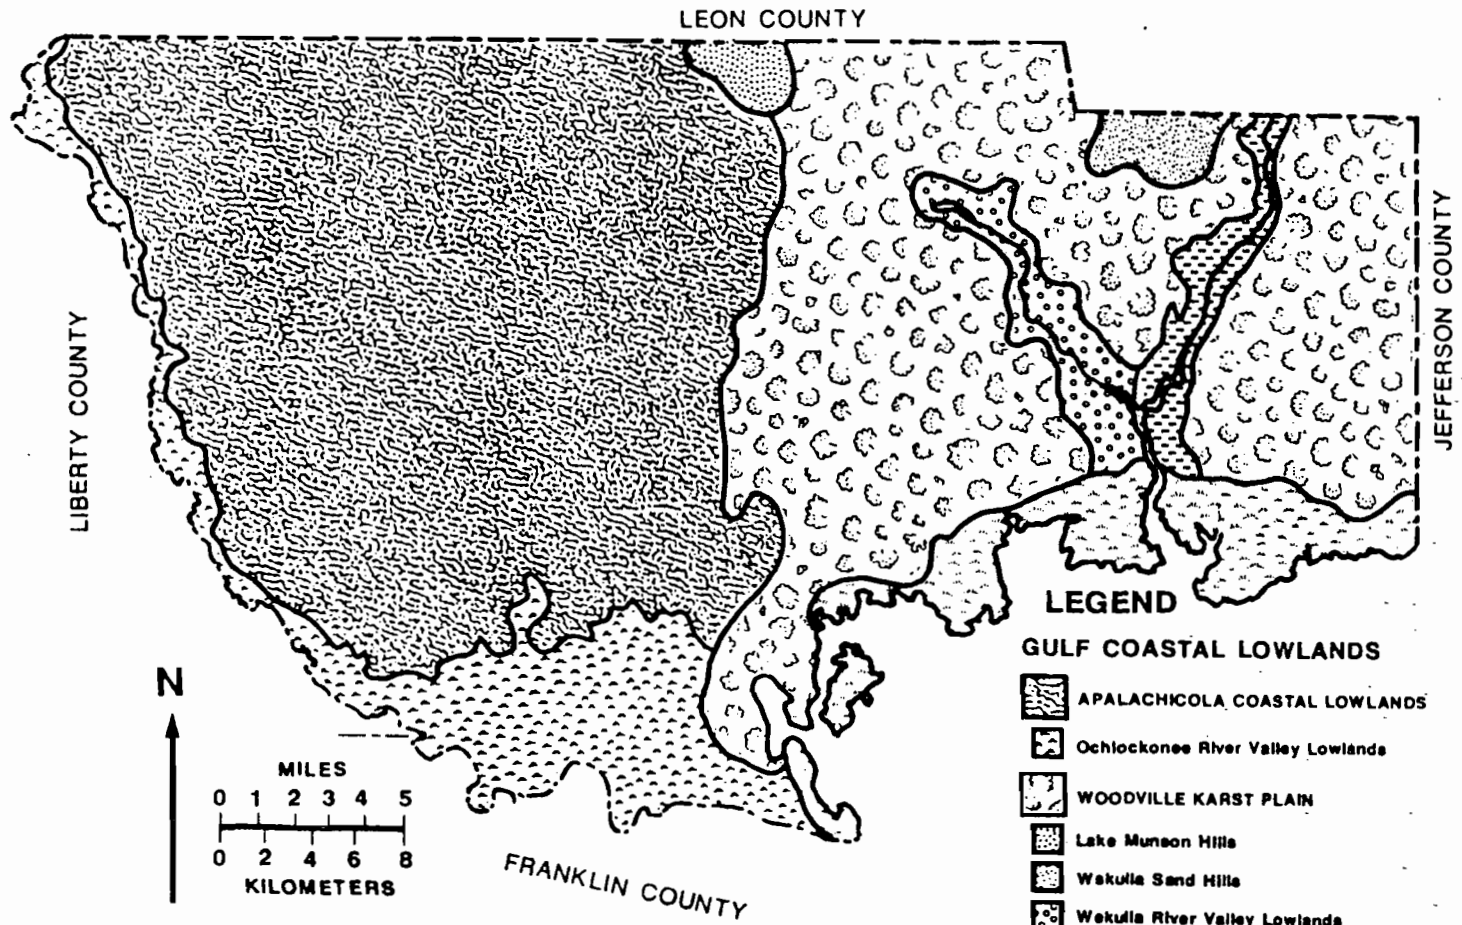 LEON COUNTY
LIBERTY COUNTY
JEFFERSON COUNTY
FRANKLIN COUNTY
N
MILES
0 1 2 3 4 5
0 2 4 6 8
KILOMETERS
LEGEND
GULF COASTAL LOWLANDS
APALACHICOLA COASTAL LOWLANDS
Ochlockonee River Valley Lowlands
WOODVILLE KARST PLAIN
Lake Munson Hills
Wakulla Sand Hills
Wakulla River Valley Lowlands